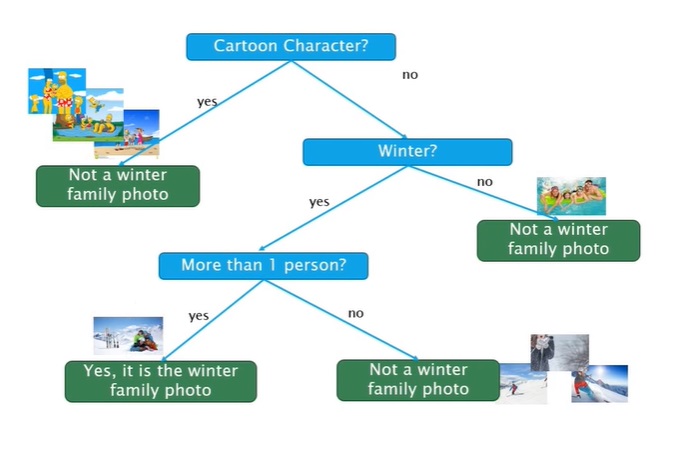 Cartoon Character?
no
yes
Winter?
Not a winter
family photo
no
yes
Not a winter
family photo
More than 1 person?
yes
no
Yes, it is the winter
family photo
Not a winter
family photo